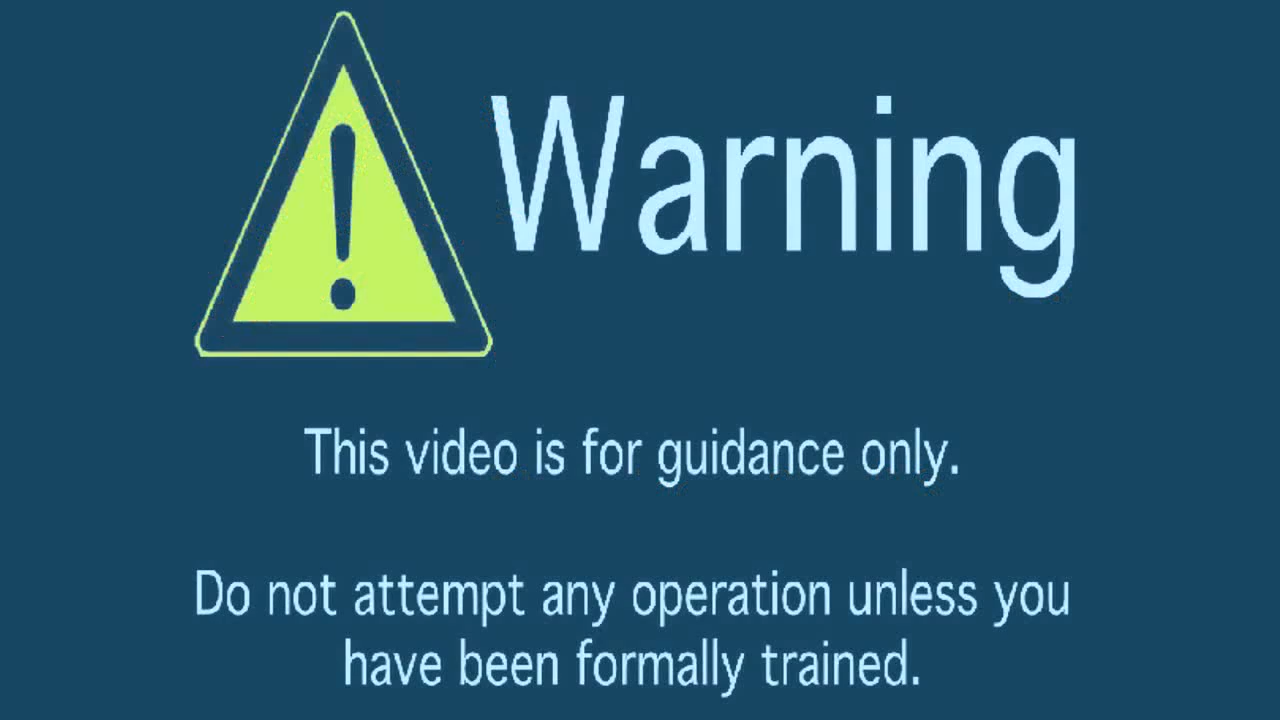 Warning
This video is for guidance only.
Do not attempt any operation unless you
have been formally trained.